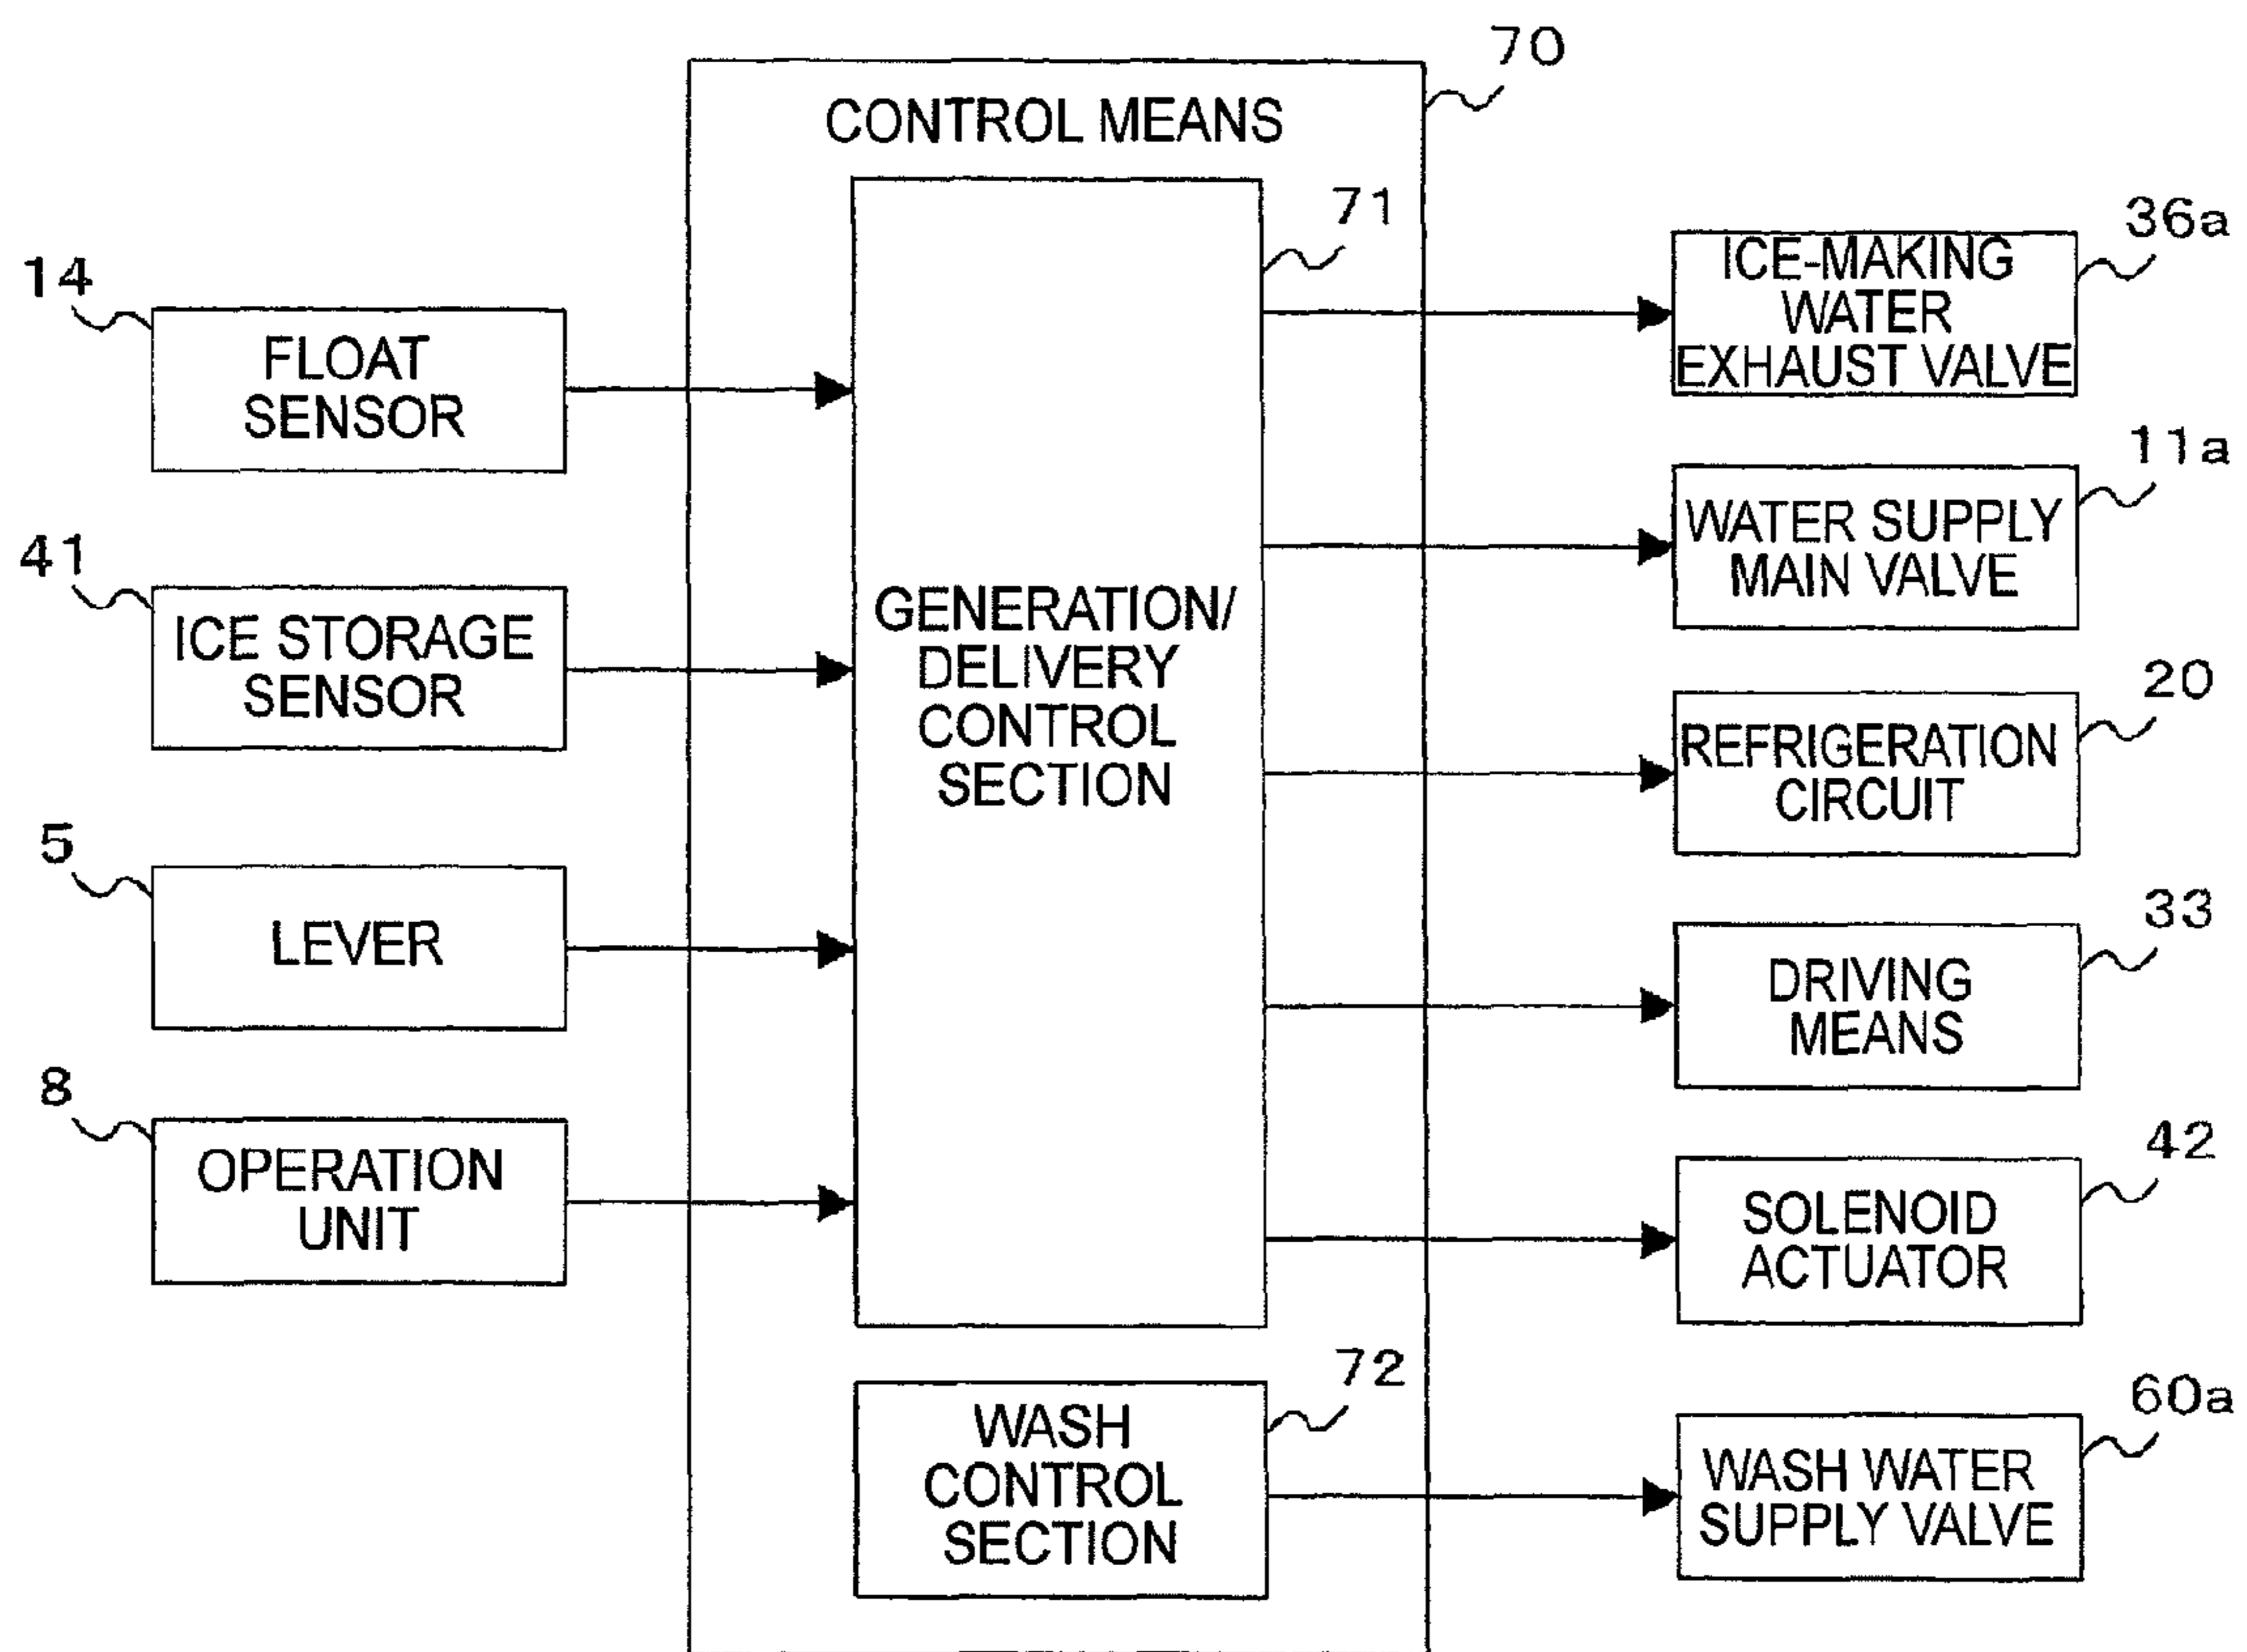 70
CONTROL MEANS
71
14
FLOAT
SENSOR
41
ICE STORAGE
SENSOR
5
LEVER
8
OPERATION
UNIT
GENERATION/
DELIVERY
CONTROL
SECTION
72
WASH
CONTROL
SECTION
36a
ICE-MAKING
WATER
EXHAUST VALVE
11a
WATER SUPPLY
MAIN VALVE
20
REFRIGERATION
CIRCUIT
33
DRIVING
MEANS
42
SOLENOID
ACTUATOR
60a
WASH WATER
SUPPLY VALVE